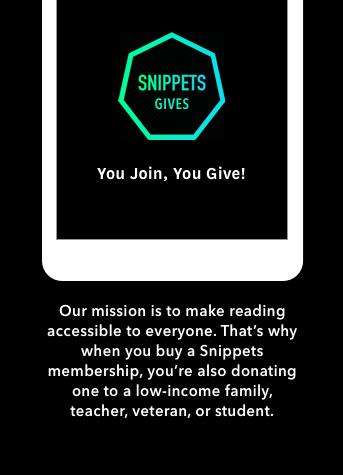 SNIPPETS
GIVES
You Join, You Give!
Our mission is to make reading
accessible to everyone. That’s why
when you buy a Snippets
membership, you’re also donating
one to a low-income family,
teacher, veteran, or student.